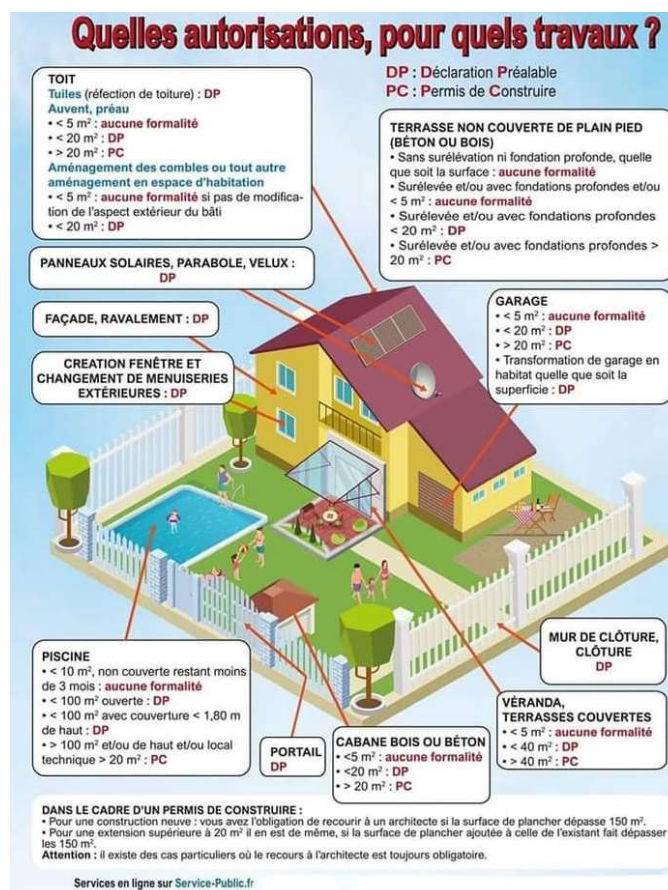 Quelles autorisations, pour quels travaux ?
DP : Déclaration Préalable
PC : Permis de Construire
TOIT
Tuiles (réfection de toiture) : DP
Auvent, préau
• < 5 m² : aucune formalité
• < 20 m² : DP
• > 20 m² : PC
Aménagement des combles ou tout autre
aménagement en espace d'habitation
• < 5 m² : aucune formalité si pas de modifica-
tion de l'aspect extérieur du bâti
• < 20 m² : DP
TERRASSE NON COUVERTE DE PLAIN PIED
(BÉTON OU BOIS)
• Sans surélévation ni fondation profonde, quelle
que soit la surface : aucune formalité
• Surélevée et/ou avec fondations profondes et/ou
< 5 m² : aucune formalité
• Surélevée et/ou avec fondations profondes
< 20 m² : DP
• Surélevée et/ou avec fondations profondes >
20 m² : PC
PANNEAUX SOLAIRES, PARABOLE, VELUX :
DP
FAÇADE, RAVALEMENT : DP
CREATION FENÊTRE ET
CHANGEMENT DE MENUISERIES
EXTÉRIEURES : DP
GARAGE
• < 5 m² : aucune formalité
• < 20 m² : DP
• > 20 m² : PC
• Transformation de garage en
habitat quelle que soit la
superficie : DP
PISCINE
• < 10 m², non couverte restant moins
de 3 mois : aucune formalité
• < 100 m² ouverte : DP
• < 100 m² avec couverture < 1,80 m
de haut : DP
• > 100 m² et/ou de haut et/ou local
technique > 20 m² : PC
PORTAIL
DP
CABANE BOIS OU BÉTON
• <5 m² : aucune formalité
• <20 m² : DP
• > 20 m² : PC
MUR DE CLÔTURE,
CLÔTURE
DP
VÉRANDA,
TERRASSES COUVERTES
• < 5 m² : aucune formalité
• < 40 m² : DP
• > 40 m² : PC
DANS LE CADRE D'UN PERMIS DE CONSTRUIRE :
• Pour une construction neuve : vous avez l'obligation de recourir à un architecte si la surface de plancher dépasse 150 m².
• Pour une extension supérieure à 20 m² il en est de même, si la surface de plancher ajoutée à celle de l'existant fait dépasser
les 150 m².
Attention : il existe des cas particuliers où le recours à l'architecte est toujours obligatoire.
Services en ligne sur Service-Public.fr